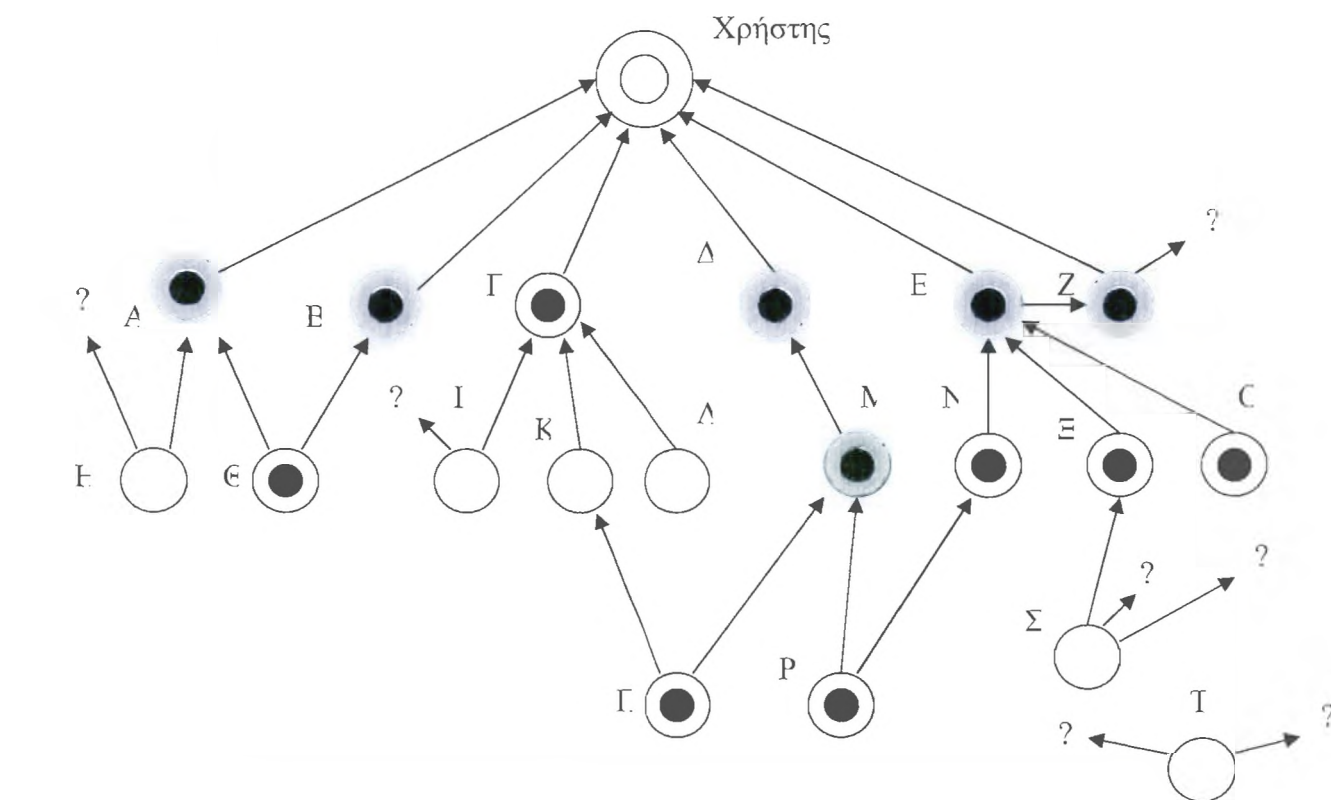 Χρήστης
?
Δ
Γ
Ε
Ζ
?
Α
Β
?
Ι
Λ
Μ
Ν
Κ
Ξ
Θ
?
?
Σ
Ρ
Π
Τ
?
?